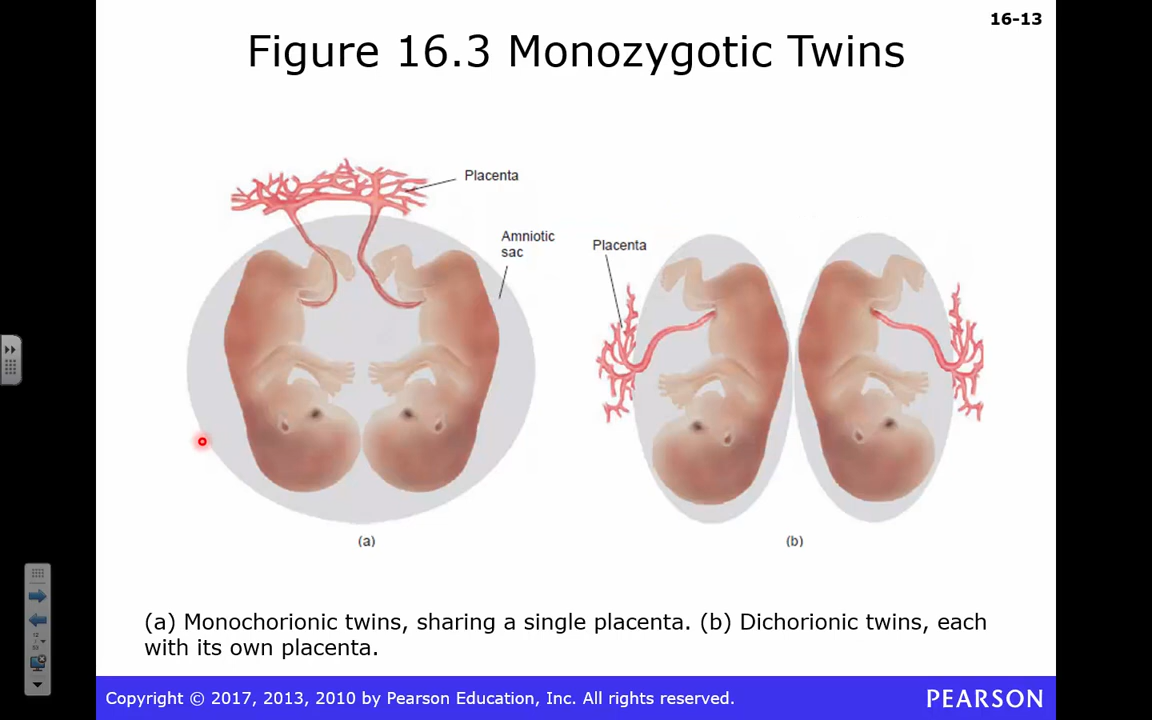 16-13
Figure 16.3 Monozygotic Twins
Placenta
Amniotic
sac
Placenta
(a)
(b)
(a) Monochorionic twins, sharing a single placenta. (b) Dichorionic twins, each
with its own placenta.
Copyright © 2017, 2013, 2010 by Pearson Education, Inc. All rights reserved.
PEARSON